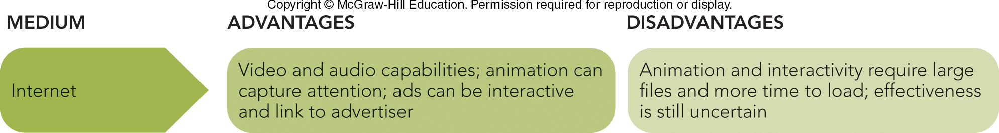 Copyright © McGraw-Hill Education. Permission required for reproduction or display.
MEDIUM
ADVANTAGES
DISADVANTAGES
Internet
Video and audio capabilities; animation can
capture attention; ads can be interactive
and link to advertiser
Animation and interactivity require large
files and more time to load; effectiveness
is still uncertain